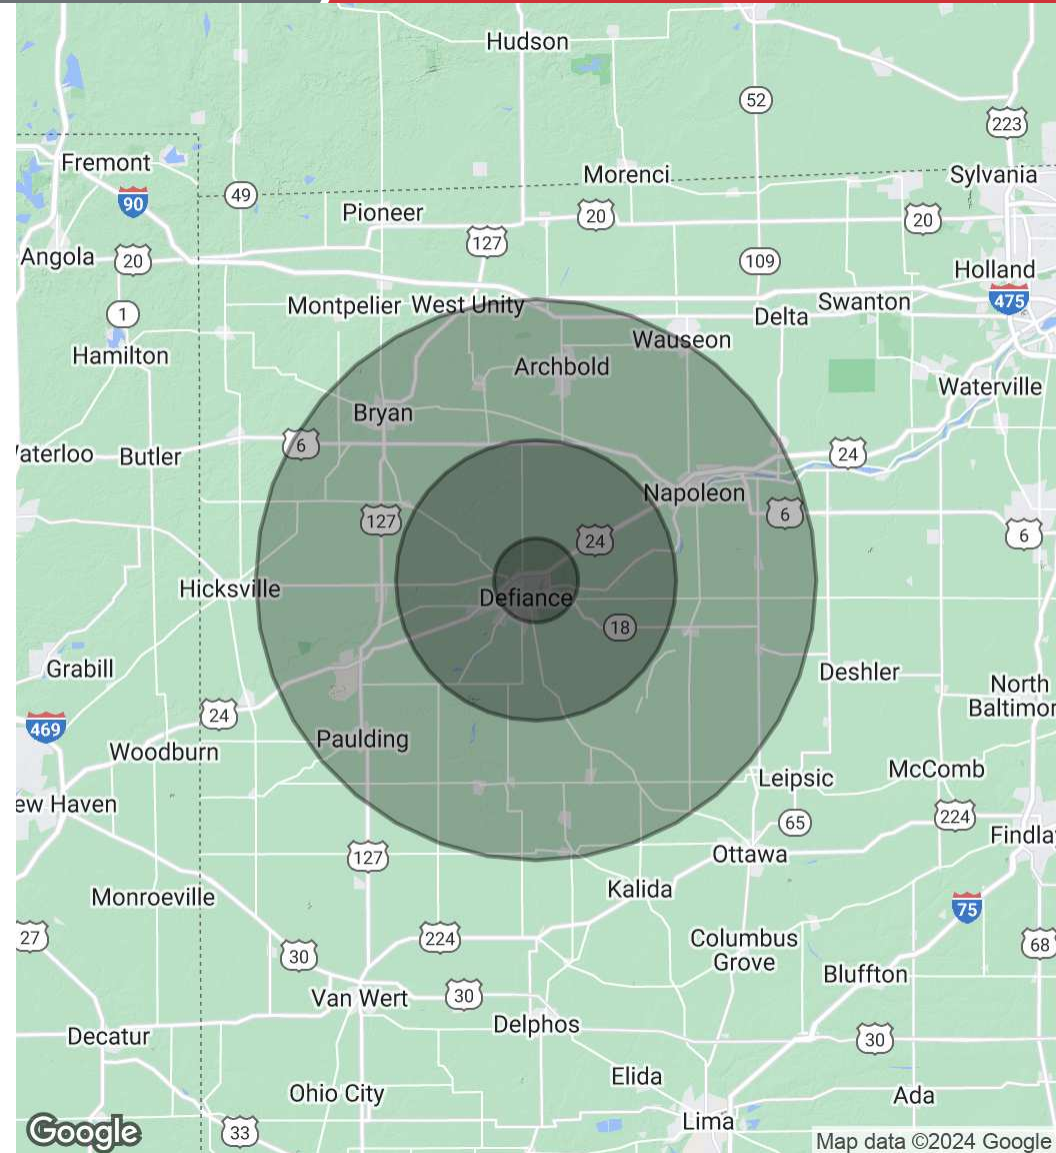 Hudson
52
223
Fremont
Morenci
Sylvania
90
49
Pioneer
20
20
127
Angola
20
109
Holland
475
Montpelier
West Unity
Swanton
1
Delta
Wauseon
Hamilton
Archbold
Waterville
Bryan
6
24
aterloo
Butler
Napoleon
127
6
24
6
Hicksville
Defiance
18
Grabill
Deshler
North
Baltimor
24
469
Paulding
Woodburn
Leipsic
McComb
ew Haven
65
224
Findla
127
Ottawa
Kalida
Monroeville
75
27
224
Columbus
Grove
68
30
Bluffton
Van Wert
30
Delphos
Decatur
30
Elida
Ohio City
Ada
Lima
Google
33
Map data ©2024 Google